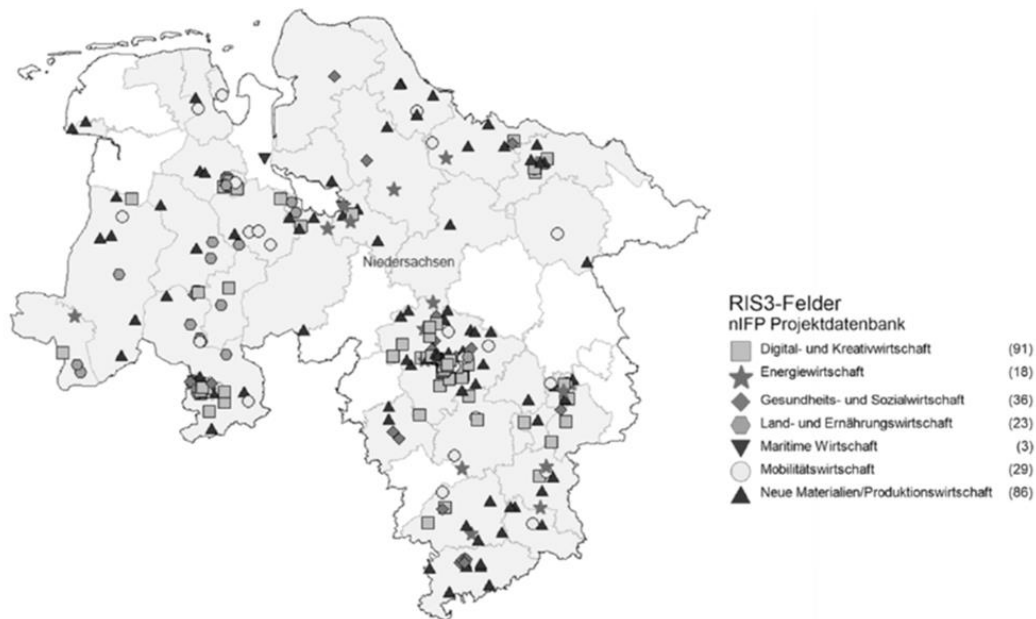 Niedersachsen
RIS3-Felder
nIFP Projektdatenbank
Digital- und Kreativwirtschaft (91)
Energiewirtschaft (18)
Gesundheits- und Sozialwirtschaft (36)
Land- und Ernährungswirtschaft (23)
Maritime Wirtschaft (3)
Mobilitätswirtschaft (29)
Neue Materialien/Produktionswirtschaft (86)